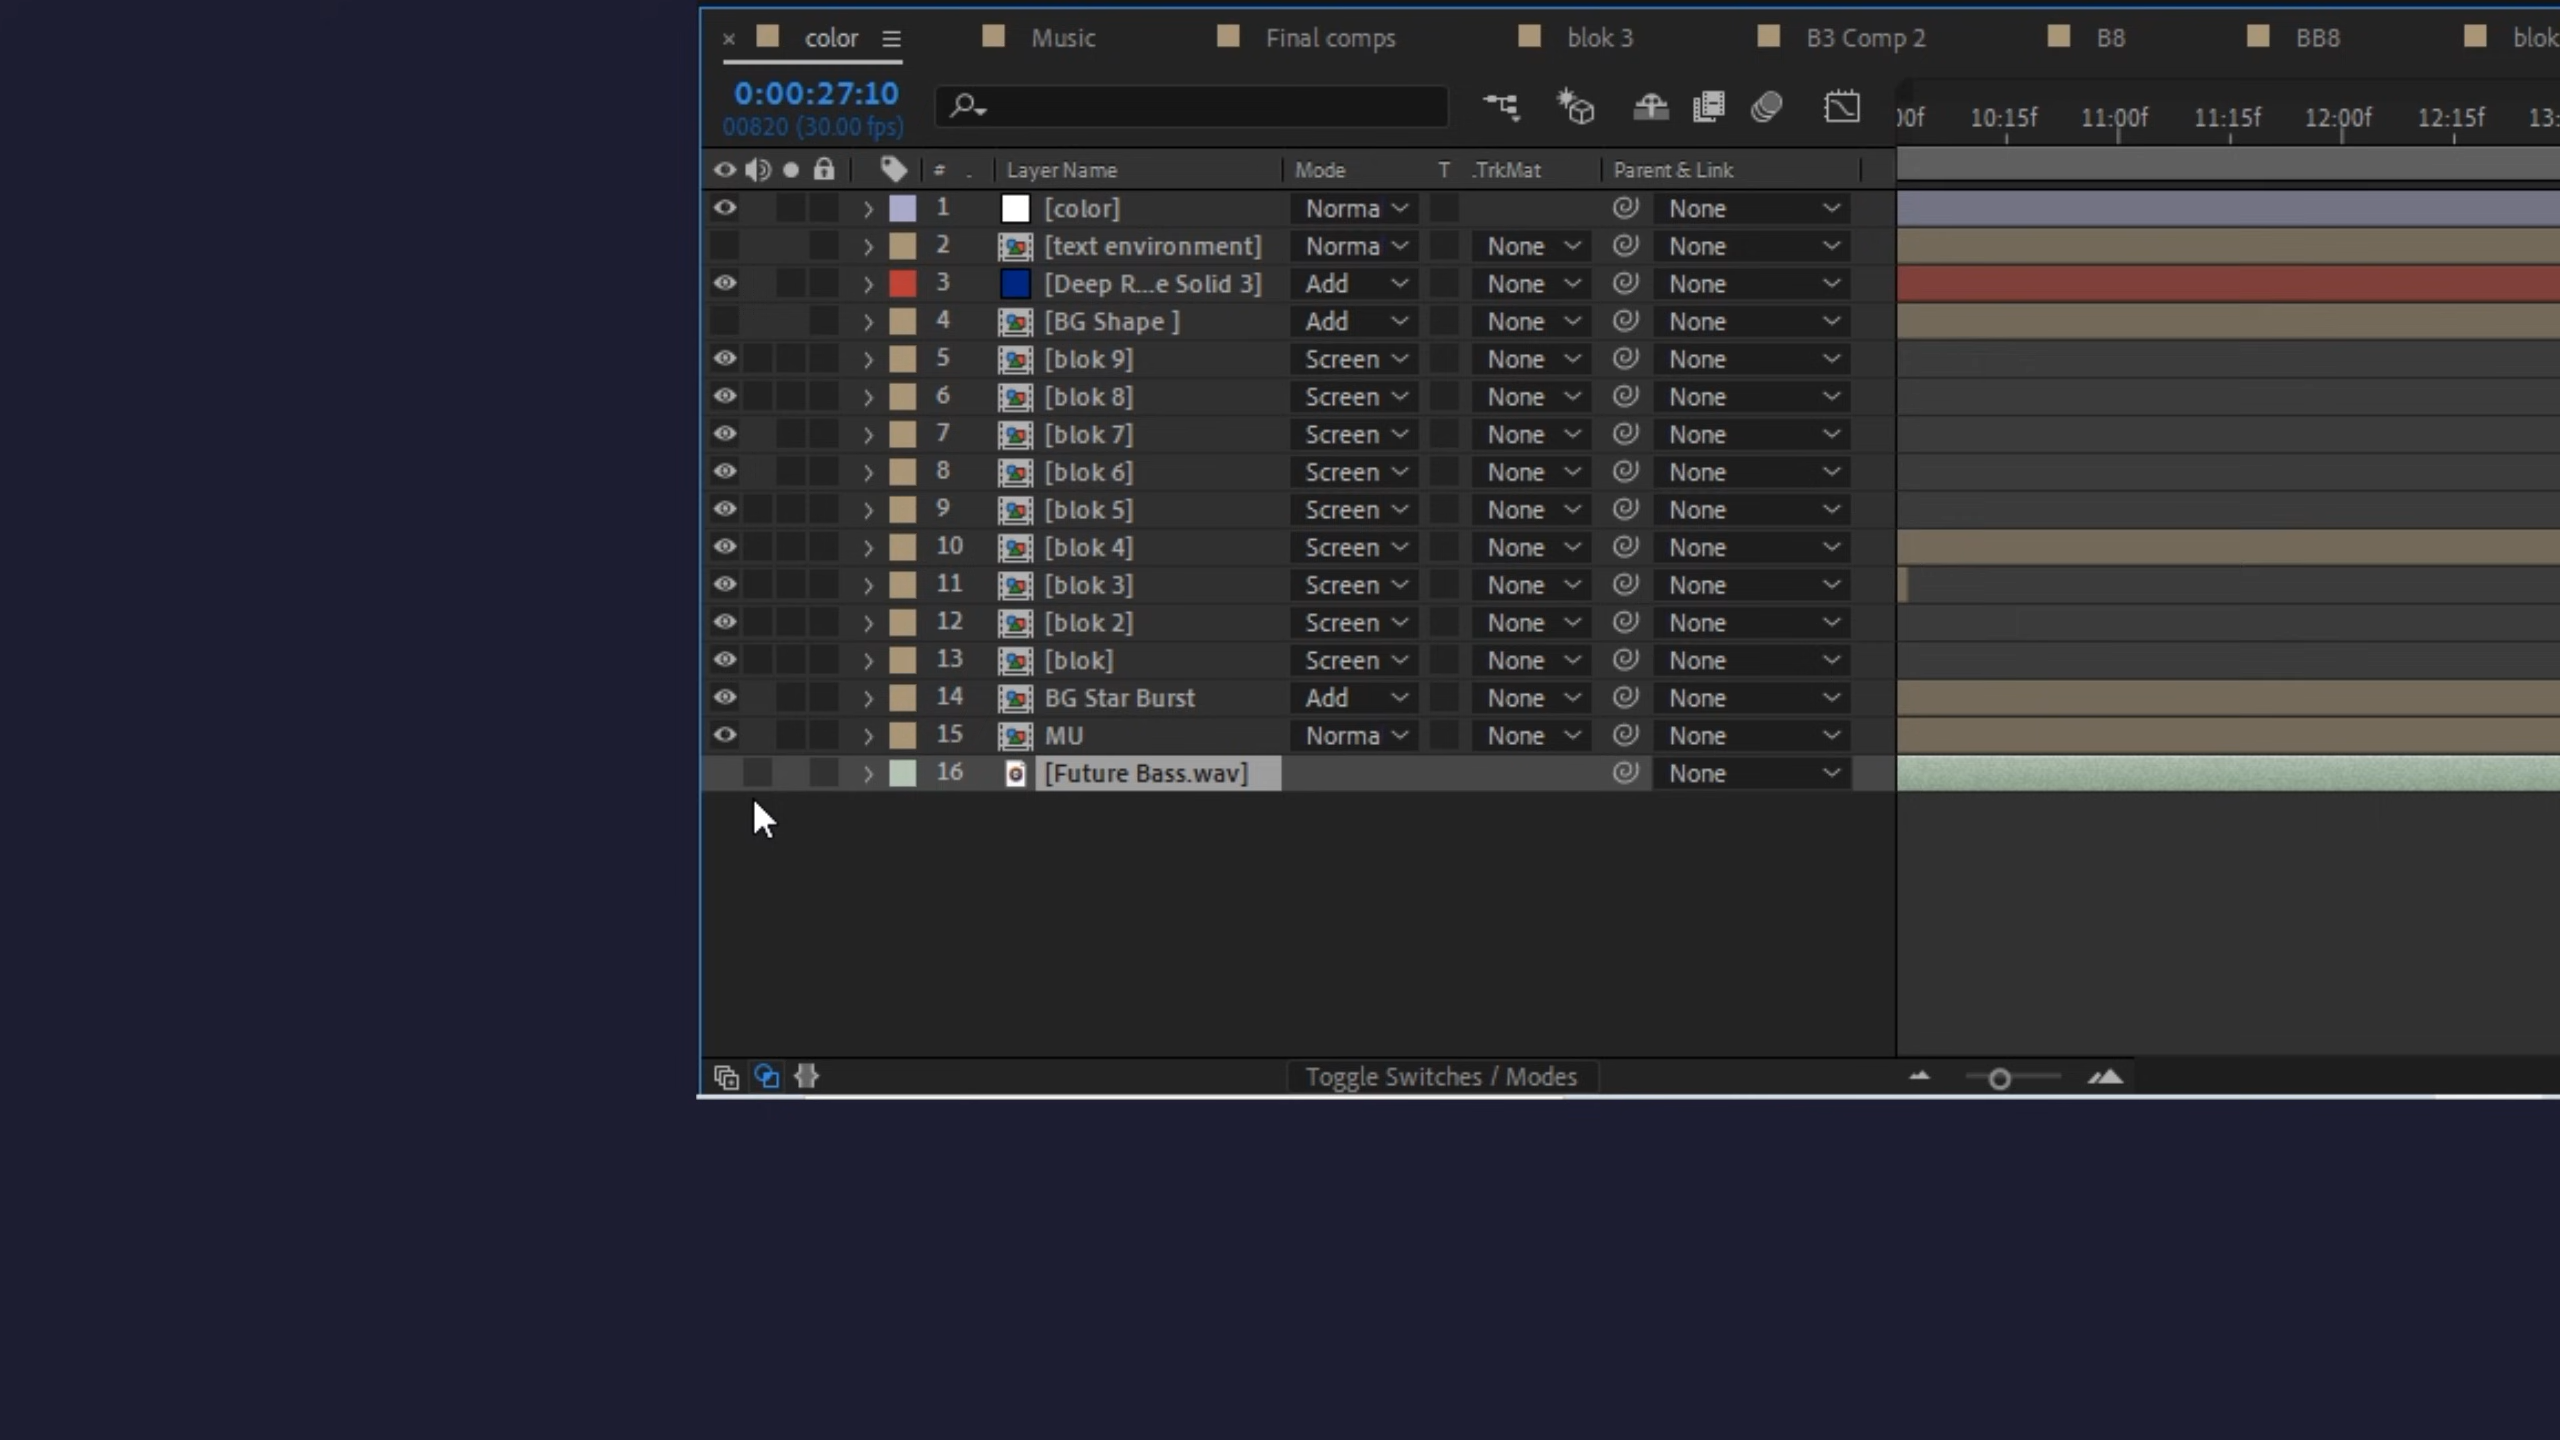 × color Music Final comps blok 3 B3 Comp 2 B8 BB8 blok
0:00:27:10
00820 (30.00 fps)
00f 10:15f 11:00f 11:15f 12:00f 12:15f 13:
# . Layer Name Mode T .TrkMat Parent & Link
1 [color] Norma None
2 [text environment] Norma None None
3 [Deep R...e Solid 3] Add None None
4 [BG Shape ] Add None None
5 [blok 9] Screen None None
6 [blok 8] Screen None None
7 [blok 7] Screen None None
8 [blok 6] Screen None None
9 [blok 5] Screen None None
10 [blok 4] Screen None None
11 [blok 3] Screen None None
12 [blok 2] Screen None None
13 [blok] Screen None None
14 BG Star Burst Add None None
15 MU Norma None None
16 [Future Bass.wav] None
Toggle Switches / Modes